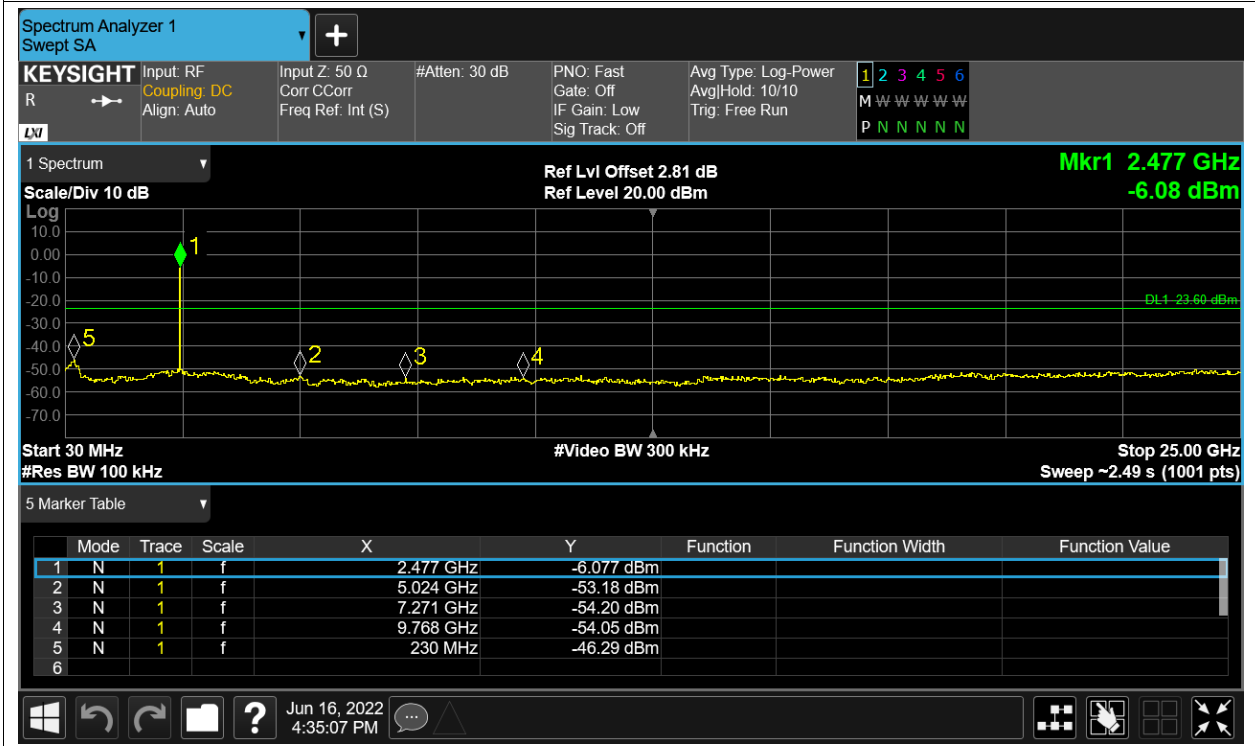 Spectrum Analyzer 1
Swept SA
+
KEYSIGHT Input: RF Input Z: 50 Ω #Atten: 30 dB PNO: Fast Avg Type: Log-Power 1 2 3 4 5 6
R Coupling: DC Corr CCorr Gate: Off Avg|Hold: 10/10 M W W W W W
Align: Auto Freq Ref: Int (S) IF Gain: Low Trig: Free Run
LXI Sig Track: Off P N N N N N
1 Spectrum Ref Lvl Offset 2.81 dB Mkr1 2.477 GHz
Scale/Div 10 dB Ref Level 20.00 dBm -6.08 dBm
Log
10.0
1
0.00
-10.0
-20.0 DL1 -23.60 dBm
-30.0
5
-40.0
2 3 4
-50.0
-60.0
-70.0
Start 30 MHz #Video BW 300 kHz Stop 25.00 GHz
#Res BW 100 kHz Sweep ~2.49 s (1001 pts)
5 Marker Table
Mode Trace Scale X Y Function Function Width Function Value
1 N 1 f 2.477 GHz -6.077 dBm
2 N 1 f 5.024 GHz -53.18 dBm
3 N 1 f 7.271 GHz -54.20 dBm
4 N 1 f 9.768 GHz -54.05 dBm
5 N 1 f 230 MHz -46.29 dBm
6
? Jun 16, 2022
4:35:07 PM